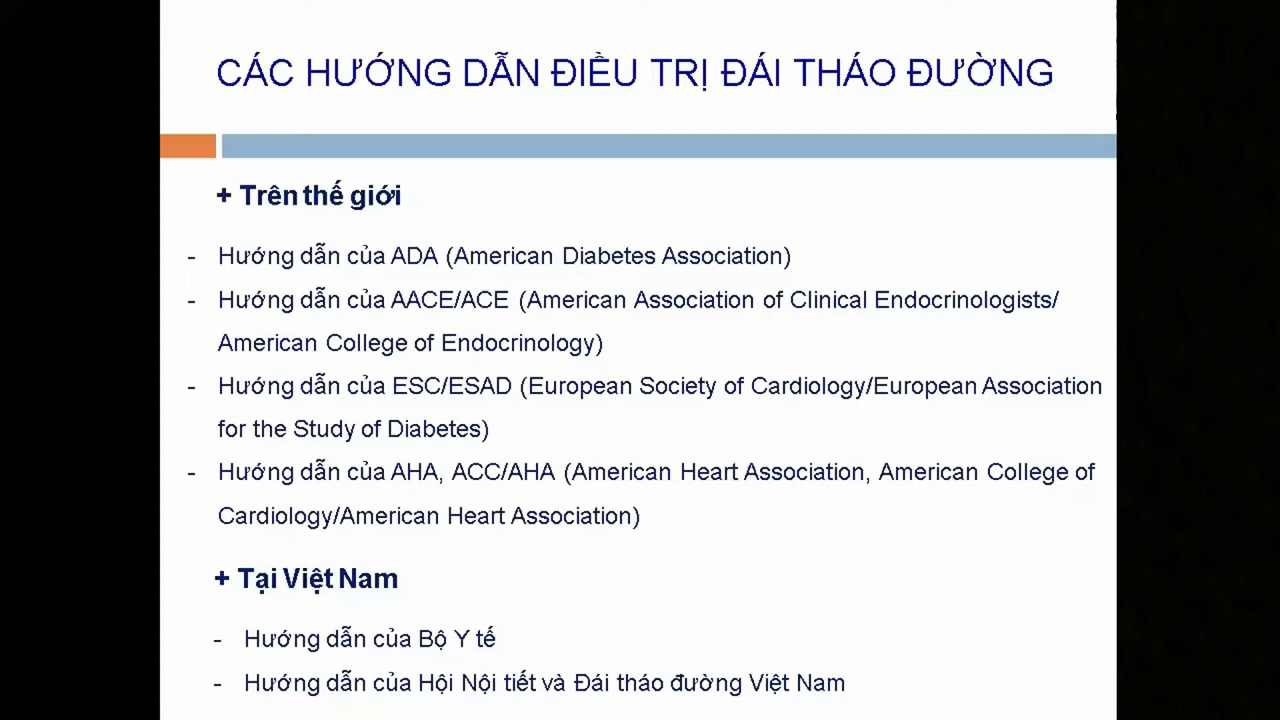 CÁC HƯỚNG DẪN ĐIỀU TRỊ ĐÁI THÁO ĐƯỜNG
+ Trên thế giới
- Hướng dẫn của ADA (American Diabetes Association)
- Hướng dẫn của AACE/ACE (American Association of Clinical Endocrinologists/
American College of Endocrinology)
- Hướng dẫn của ESC/ESAD (European Society of Cardiology/European Association
for the Study of Diabetes)
- Hướng dẫn của AHA, ACC/AHA (American Heart Association, American College of
Cardiology/American Heart Association)
+ Tại Việt Nam
- Hướng dẫn của Bộ Y tế
- Hướng dẫn của Hội Nội tiết và Đái tháo đường Việt Nam